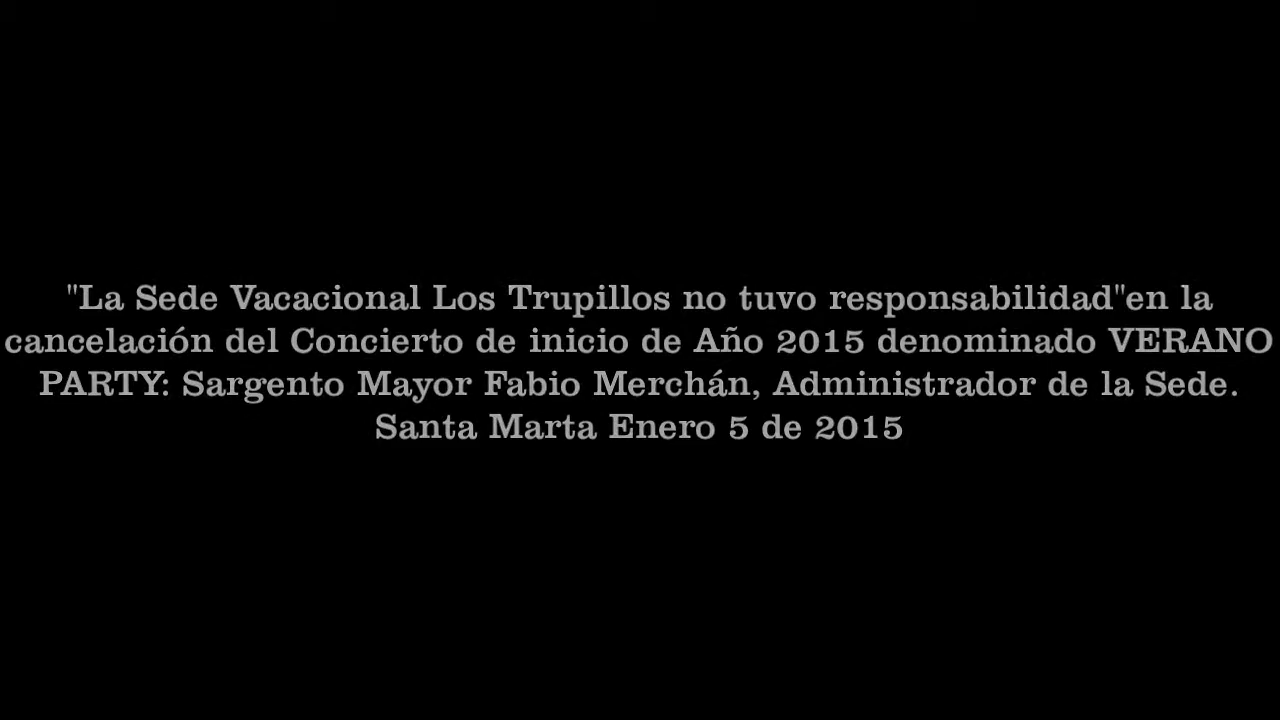 "La Sede Vacacional Los Trupillos no tuvo responsabilidad"en la
cancelación del Concierto de inicio de Año 2015 denominado VERANO
PARTY: Sargento Mayor Fabio Merchán, Administrador de la Sede.
Santa Marta Enero 5 de 2015